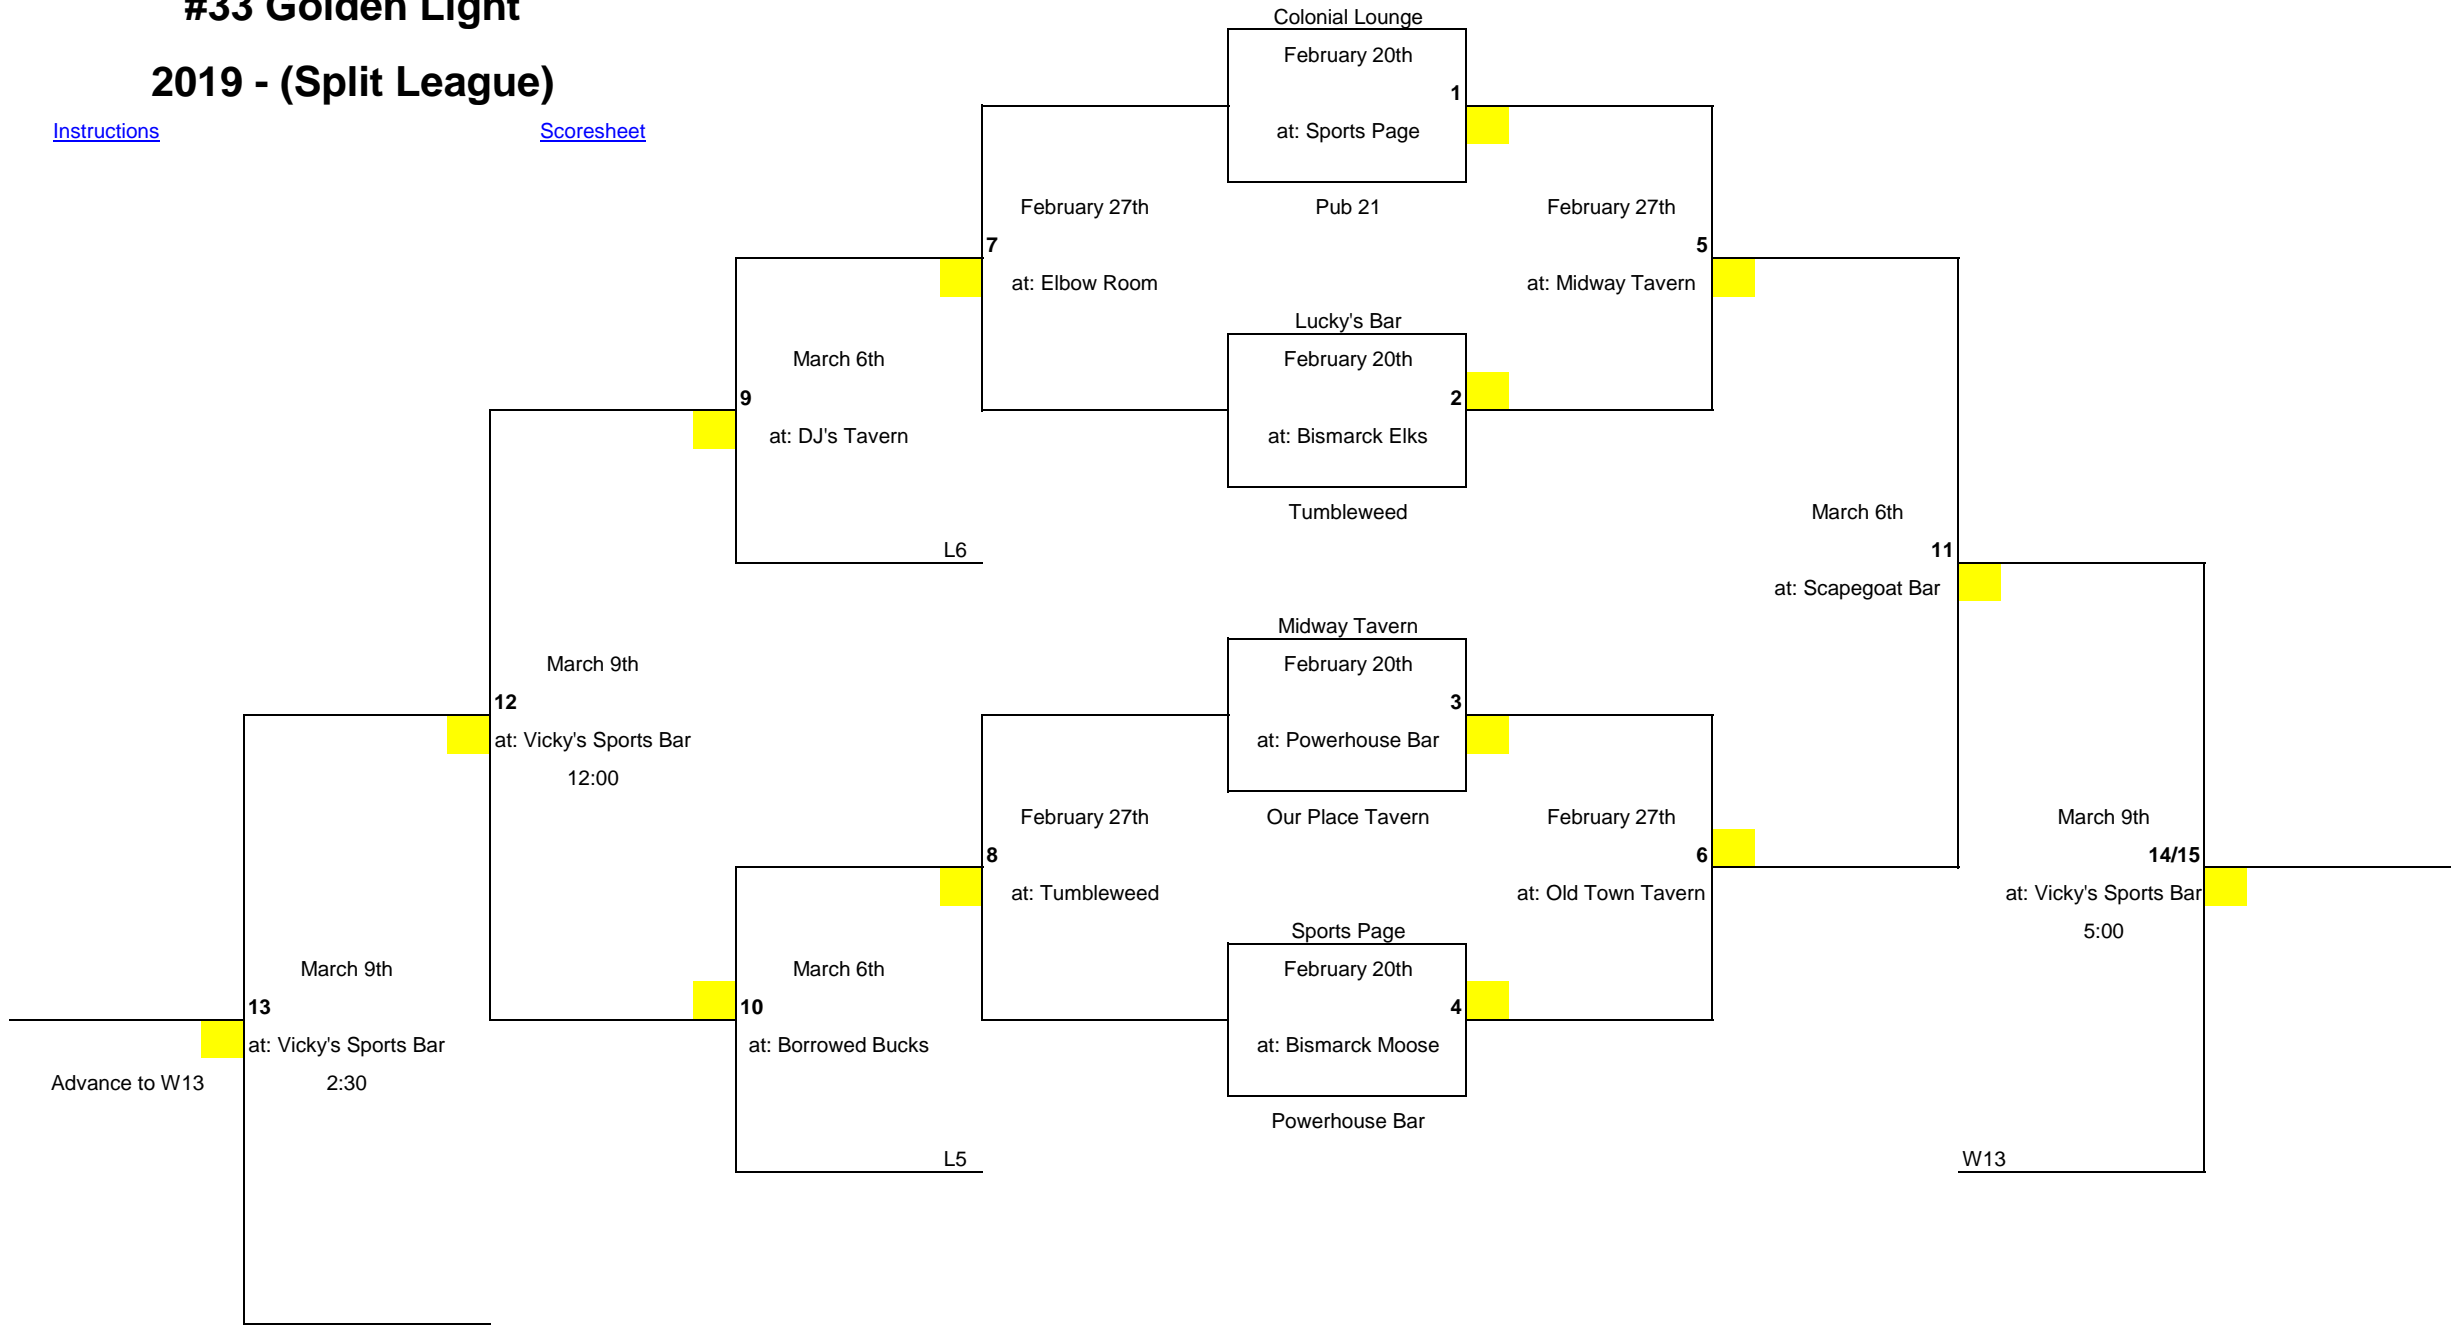 #33 Golden Light
Colonial Lounge
February 20th
2019 - (Split League)
1
Instructions
Scoresheet
at: Sports Page
February 27th
Pub 21
February 27th
7
5
at: Elbow Room
at: Midway Tavern
Lucky's Bar
March 6th
February 20th
9
2
at: DJ's Tavern
at: Bismarck Elks
Tumbleweed
March 6th
L6
11
at: Scapegoat Bar
Midway Tavern
March 9th
February 20th
12
3
at: Vicky's Sports Bar
at: Powerhouse Bar
12:00
February 27th
Our Place Tavern
February 27th
March 9th
8
6
14/15
at: Tumbleweed
at: Old Town Tavern
at: Vicky's Sports Bar
Sports Page
5:00
March 9th
March 6th
February 20th
13
10
4
at: Vicky's Sports Bar
at: Borrowed Bucks
at: Bismarck Moose
Advance to W13
2:30
Powerhouse Bar
L5
W13